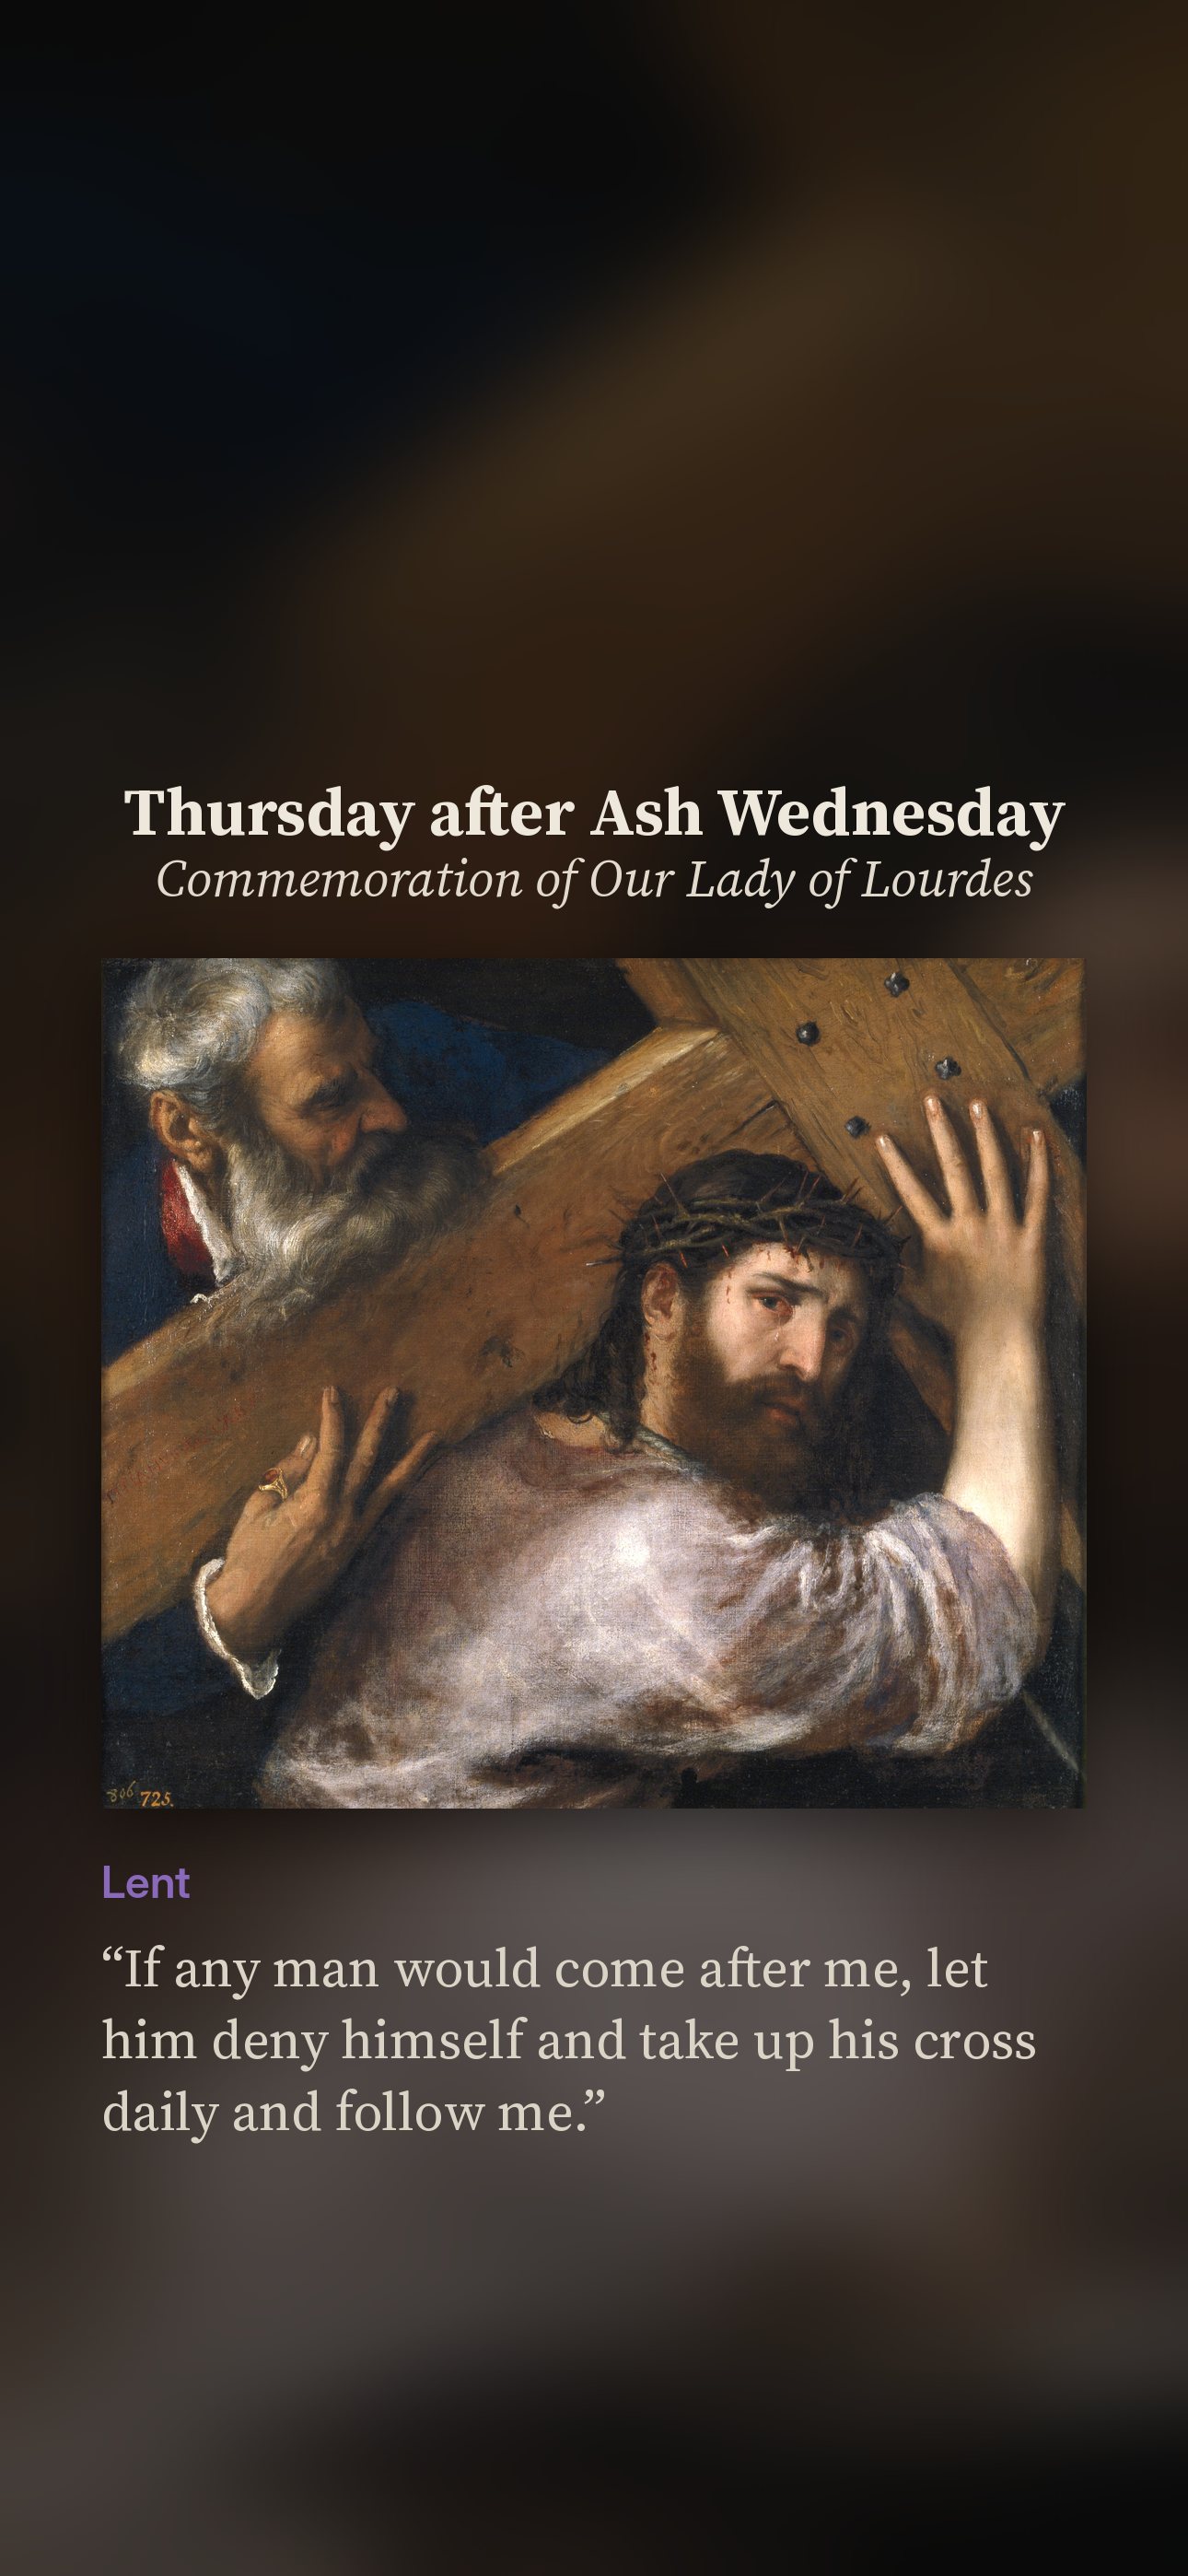 Thursday after Ash Wednesday
Commemoration of Our Lady of Lourdes
806 725.
Lent
“If any man would come after me, let
him deny himself and take up his cross
daily and follow me.”